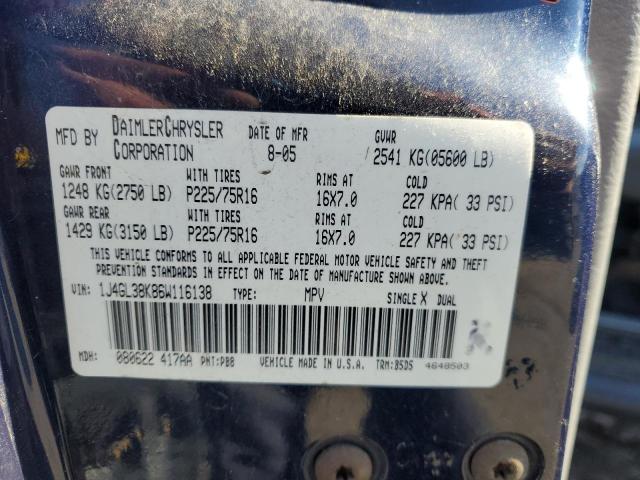 MFD BY DAIMLERCHRYSLER CORPORATION DATE OF MFR 8-05 GVWR 2541 KG(05600 LB)
GAWR FRONT WITH TIRES RIMS AT COLD
1248 KG(2750 LB) P225/75R16 16X7.0 227 KPA( 33 PSI)
GAWR REAR WITH TIRES RIMS AT COLD
1429 KG(3150 LB) P225/75R16 16X7.0 227 KPA( 33 PSI)
THIS VEHICLE CONFORMS TO ALL APPLICABLE FEDERAL MOTOR VEHICLE SAFETY AND THEFT
PREVENTION STANDARDS IN EFFECT ON THE DATE OF MANUFACTURE SHOWN ABOVE.
VIN: 1J4GL38K86W116138 TYPE: MPV SINGLE X DUAL
MDH: 080622 417AA PNT:PB8 VEHICLE MADE IN U.S.A. TRM:B5D5 4648503